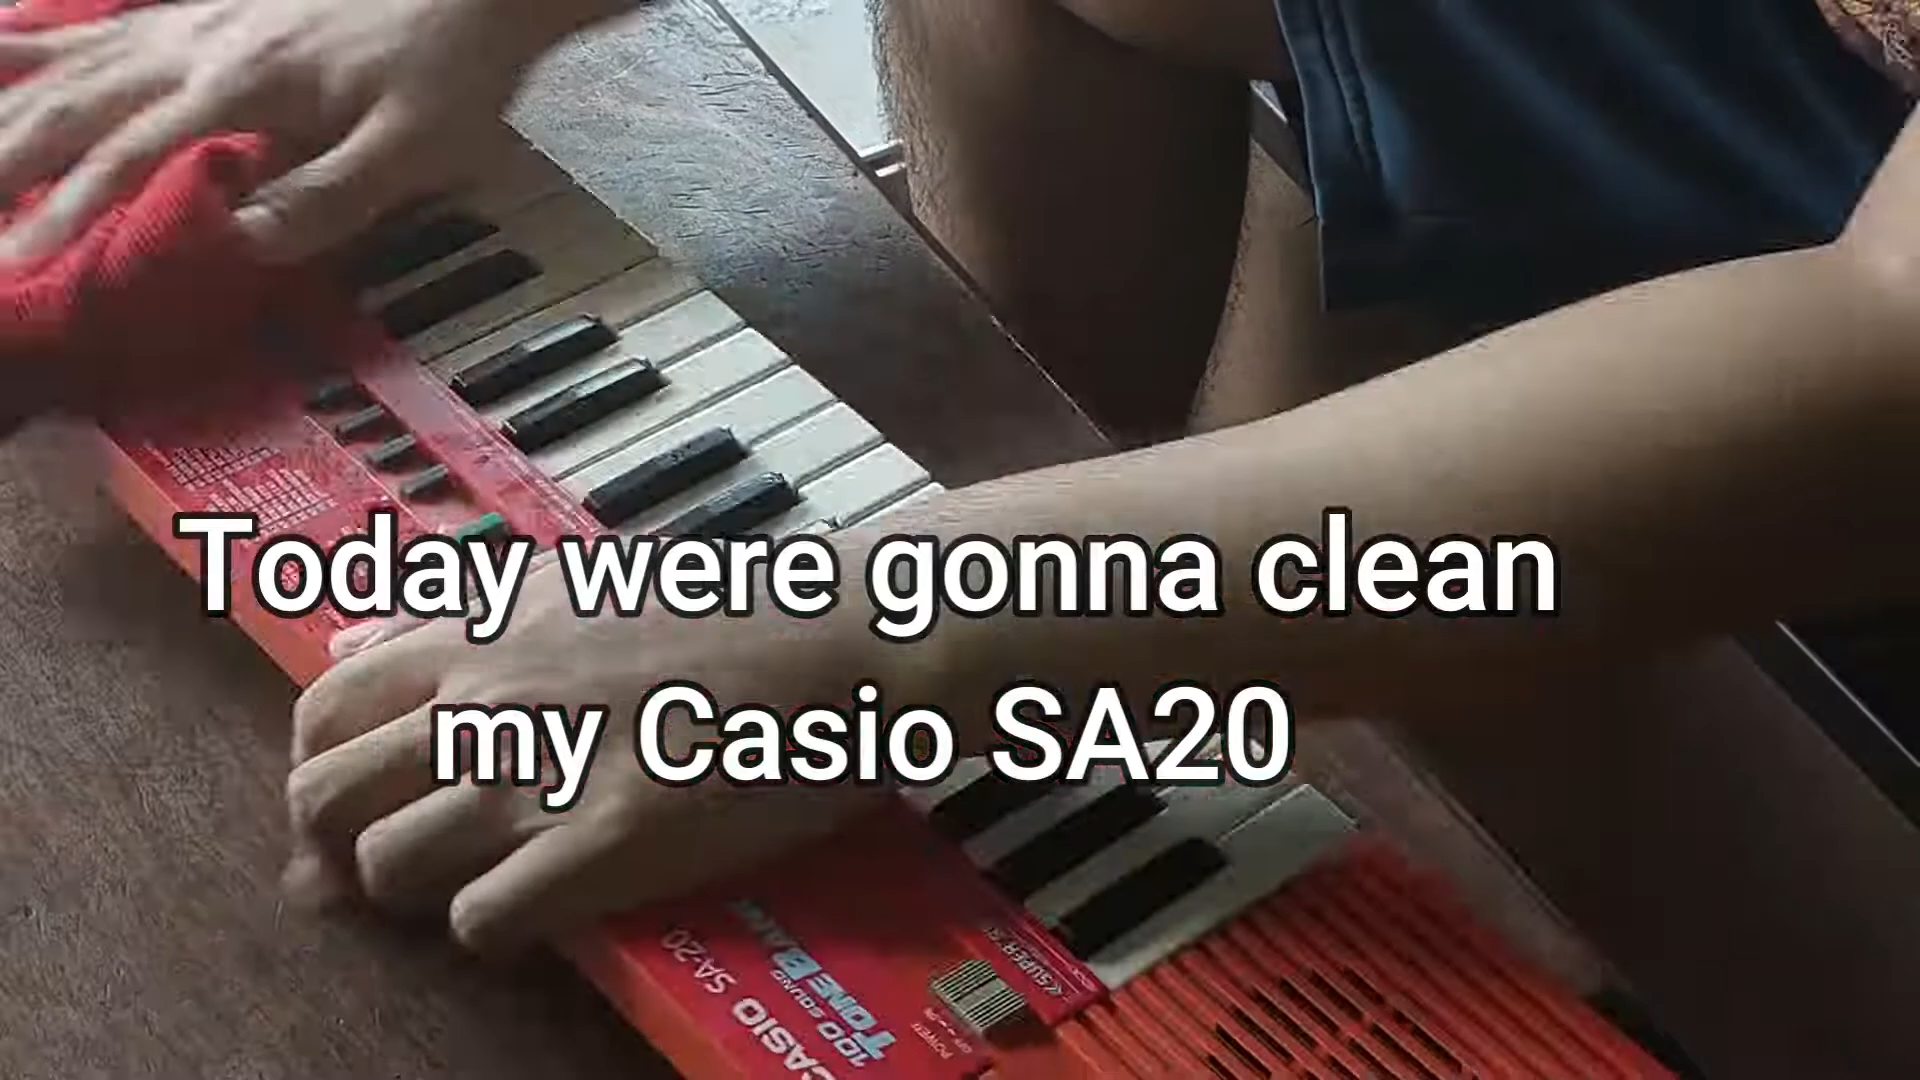 Today were gonna clean
my Casio SA20
CASIO SA-20
100 SOUND
TONE BANK
POWER
SUPER